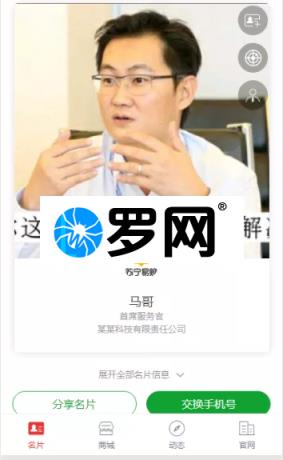 这
解
罗网®
苏宁易购
马哥
首席服务官
某某科技有限责任公司
展开全部名片信息
分享名片
交换手机号
名片
商城
动态
官网